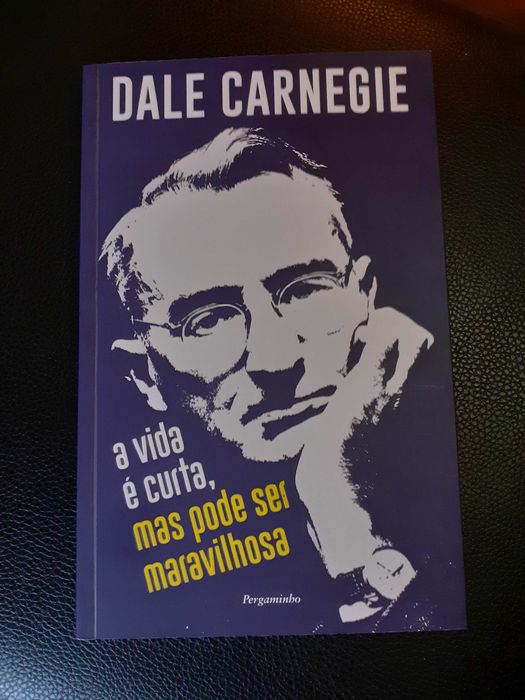 DALE CARNEGIE
a vida
é curta,
mas pode ser
maravilhosa
Pergaminho